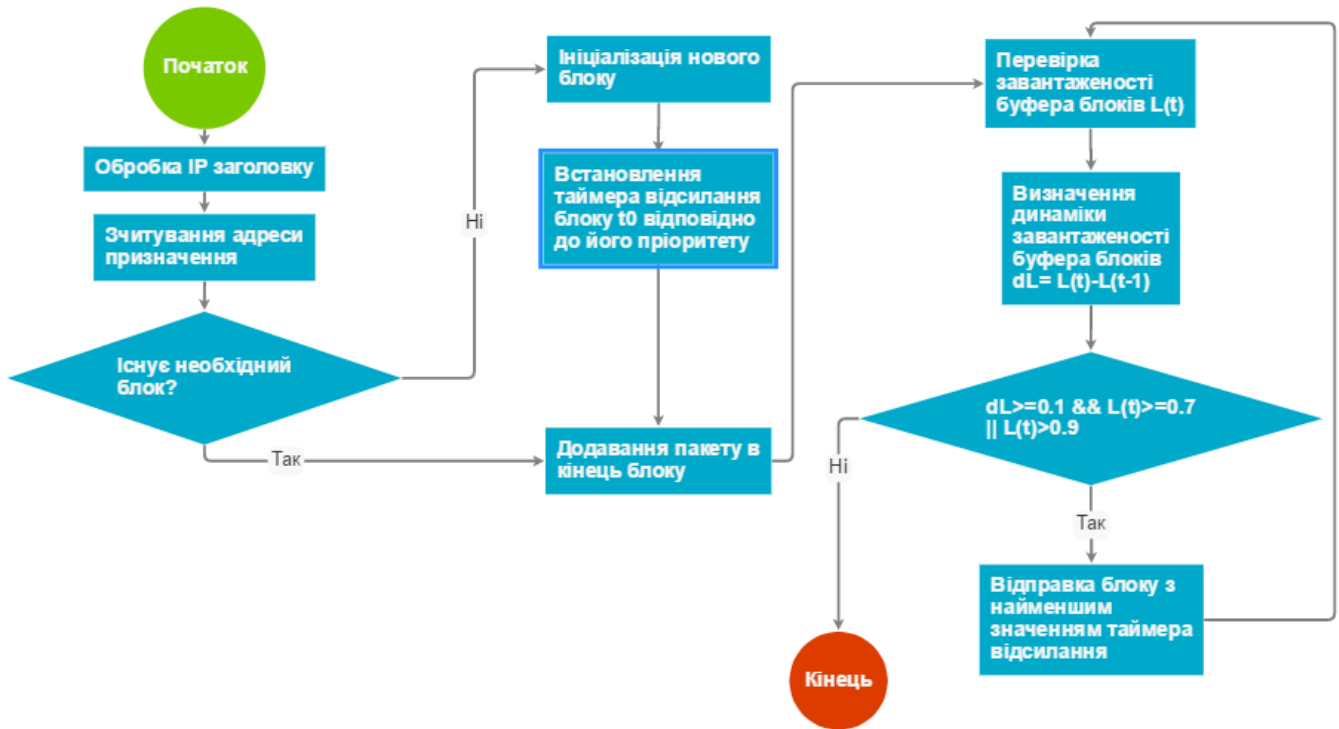 Початок
Обробка IP заголовку
Зчитування адреси
призначення
Існує необхідний
блок?
Ні
Так
Ініціалізація нового
блоку
Встановлення
таймера відсилання
блоку t0 відповідно
до його пріоритету
Додавання пакету в
кінець блоку
Перевірка
завантаженості
буфера блоків L(t)
Визначення
динаміки
завантаженості
буфера блоків
dL= L(t)-L(t-1)
dL>=0.1 && L(t)>=0.7
|| L(t)>0.9
Ні
Так
Відправка блоку з
найменшим
значенням таймера
відсилання
Кінець